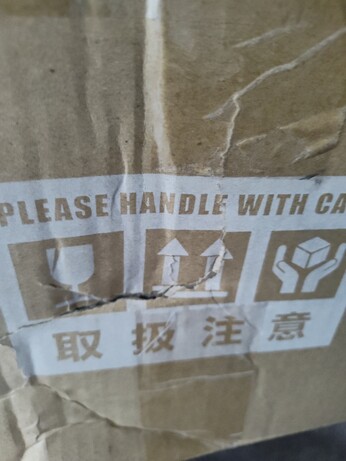 PLEASE HANDLE WITH CA
取扱注意